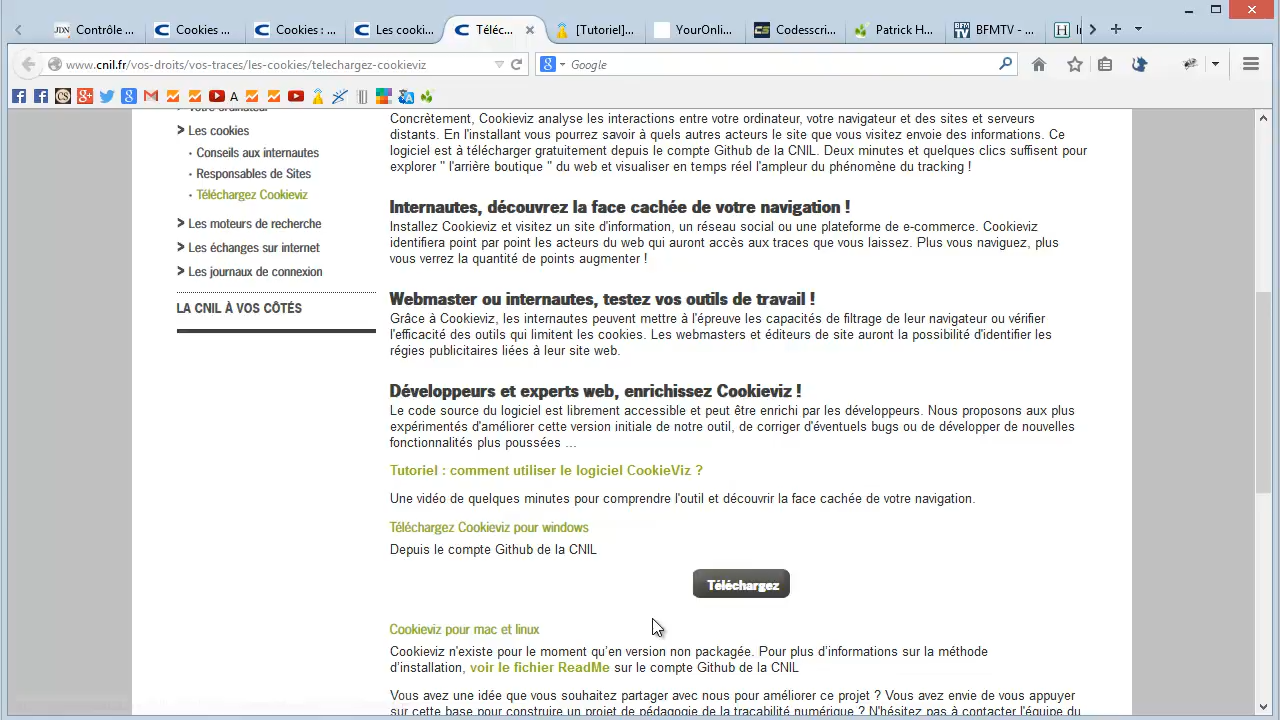 Contrôle ...
Cookies ...
Cookies : ...
Les cooki...
Téléc...
[Tutoriel]...
YourOnli...
Codesscri...
Patrick H...
BFMTV - ...
www.cnil.fr/vos-droits/vos-traces/les-cookies/telechargez-cookieviz
Google
votre ordinateur
Les cookies
Conseils aux internautes
Responsables de Sites
Téléchargez Cookieviz
Les moteurs de recherche
Les échanges sur internet
Les journaux de connexion
LA CNIL À VOS CÔTÉS
Concrètement, Cookieviz analyse les interactions entre votre ordinateur, votre navigateur et des sites et serveurs
distants. En l'installant vous pourrez savoir à quels autres acteurs le site que vous visitez envoie des informations. Ce
logiciel est à télécharger gratuitement depuis le compte Github de la CNIL. Deux minutes et quelques clics suffisent pour
explorer " l'arrière boutique " du web et visualiser en temps réel l'ampleur du phénomène du tracking !
Internautes, découvrez la face cachée de votre navigation !
Installez Cookieviz et visitez un site d'information, un réseau social ou une plateforme de e-commerce. Cookieviz
identifiera point par point les acteurs du web qui auront accès aux traces que vous laissez. Plus vous naviguez, plus
vous verrez la quantité de points augmenter !
Webmaster ou internautes, testez vos outils de travail !
Grâce à Cookieviz, les internautes peuvent mettre à l'épreuve les capacités de filtrage de leur navigateur ou vérifier
l'efficacité des outils qui limitent les cookies. Les webmasters et éditeurs de site auront la possibilité d'identifier les
régies publicitaires liées à leur site web.
Développeurs et experts web, enrichissez Cookieviz !
Le code source du logiciel est librement accessible et peut être enrichi par les développeurs. Nous proposons aux plus
expérimentés d'améliorer cette version initiale de notre outil, de corriger d'éventuels bugs ou de développer de nouvelles
fonctionnalités plus poussées ...
Tutoriel : comment utiliser le logiciel CookieViz ?
Une vidéo de quelques minutes pour comprendre l'outil et découvrir la face cachée de votre navigation.
Téléchargez Cookieviz pour windows
Depuis le compte Github de la CNIL
Téléchargez
Cookieviz pour mac et linux
Cookieviz n'existe pour le moment qu'en version non packagée. Pour plus d'informations sur la méthode
d'installation, voir le fichier ReadMe sur le compte Github de la CNIL
Vous avez une idée que vous souhaitez partager avec nous pour améliorer ce projet ? Vous avez envie de vous appuyer
sur cette base pour construire un projet de pédagogie de la traçabilité numérique ? N'hésitez pas à contacter l'équipe du